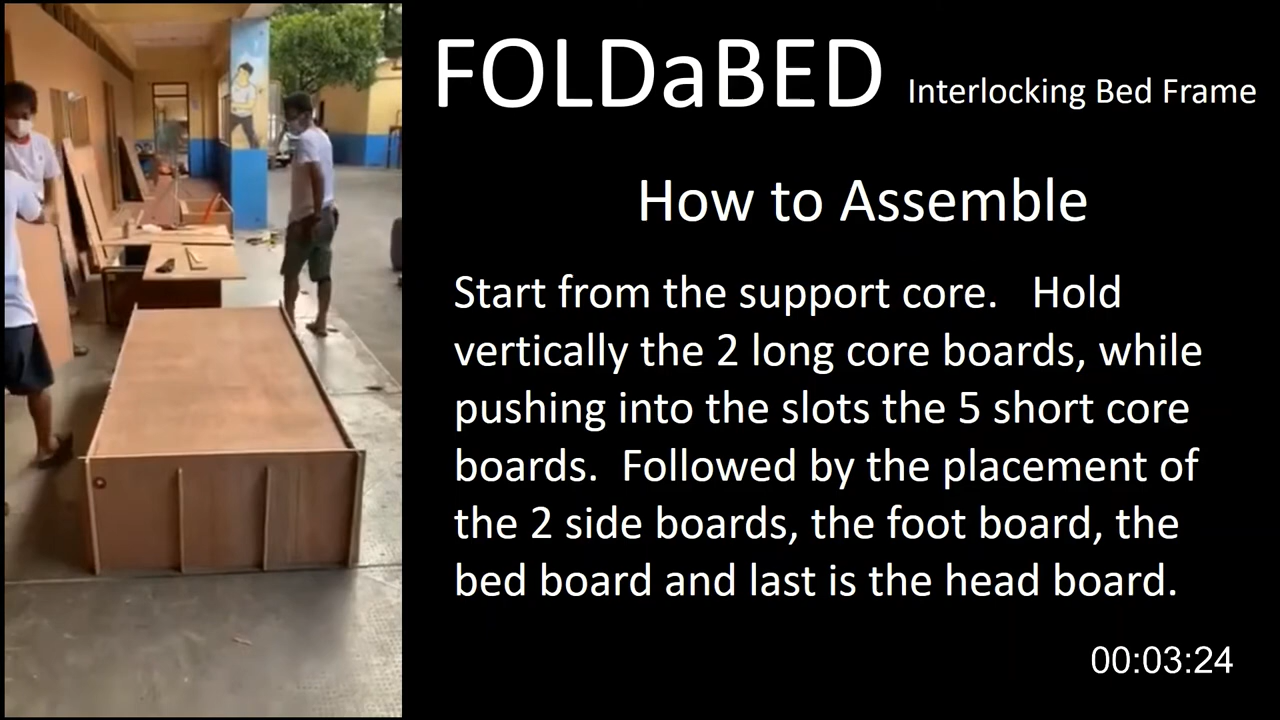 FOLDaBED Interlocking Bed Frame
How to Assemble
Start from the support core.   Hold
vertically the 2 long core boards, while
pushing into the slots the 5 short core
boards.  Followed by the placement of
the 2 side boards, the foot board, the
bed board and last is the head board.
00:03:24